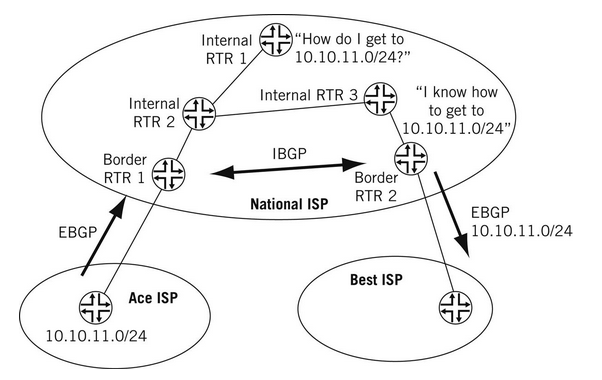 Internal
RTR 1
"How do I get to
10.10.11.0/24?"
Internal
RTR 2
Internal RTR 3
"I know how
to get to
10.10.11.0/24"
Border
RTR 1
IBGP
Border
RTR 2
National ISP
EBGP
EBGP
10.10.11.0/24
Ace ISP
10.10.11.0/24
Best ISP